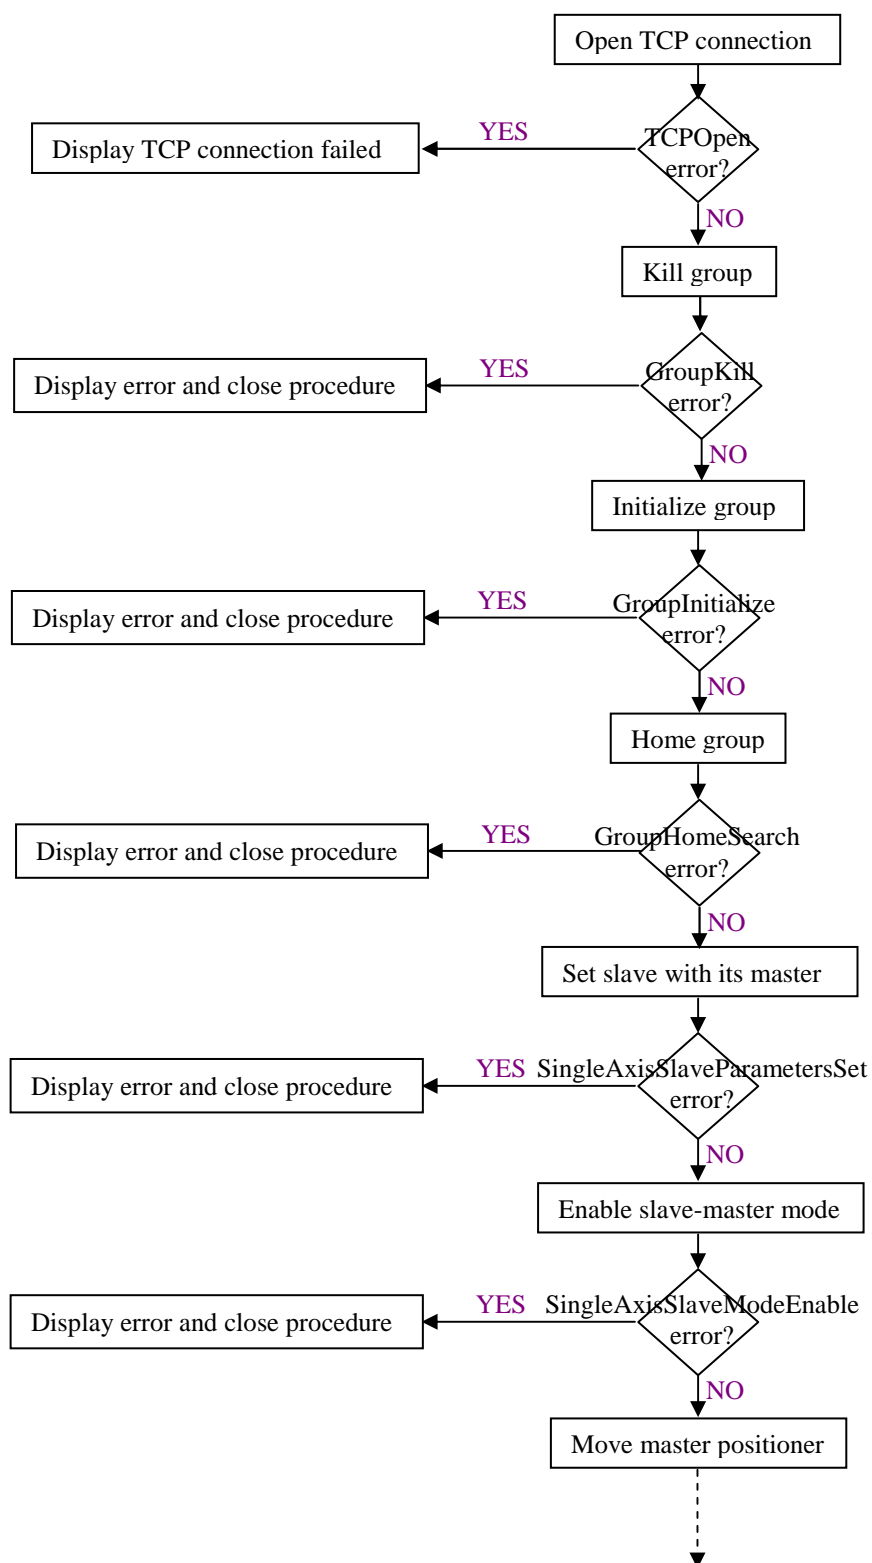 Open TCP connection
YES
TCPOpen
error?
Display TCP connection failed
NO
Kill group
YES
GroupKill
error?
Display error and close procedure
NO
Initialize group
YES
GroupInitialize
error?
Display error and close procedure
NO
Home group
YES
GroupHomeSearch
error?
Display error and close procedure
NO
Set slave with its master
YES
SingleAxisSlaveParametersSet
error?
Display error and close procedure
NO
Enable slave-master mode
YES
SingleAxisSlaveModeEnable
error?
Display error and close procedure
NO
Move master positioner